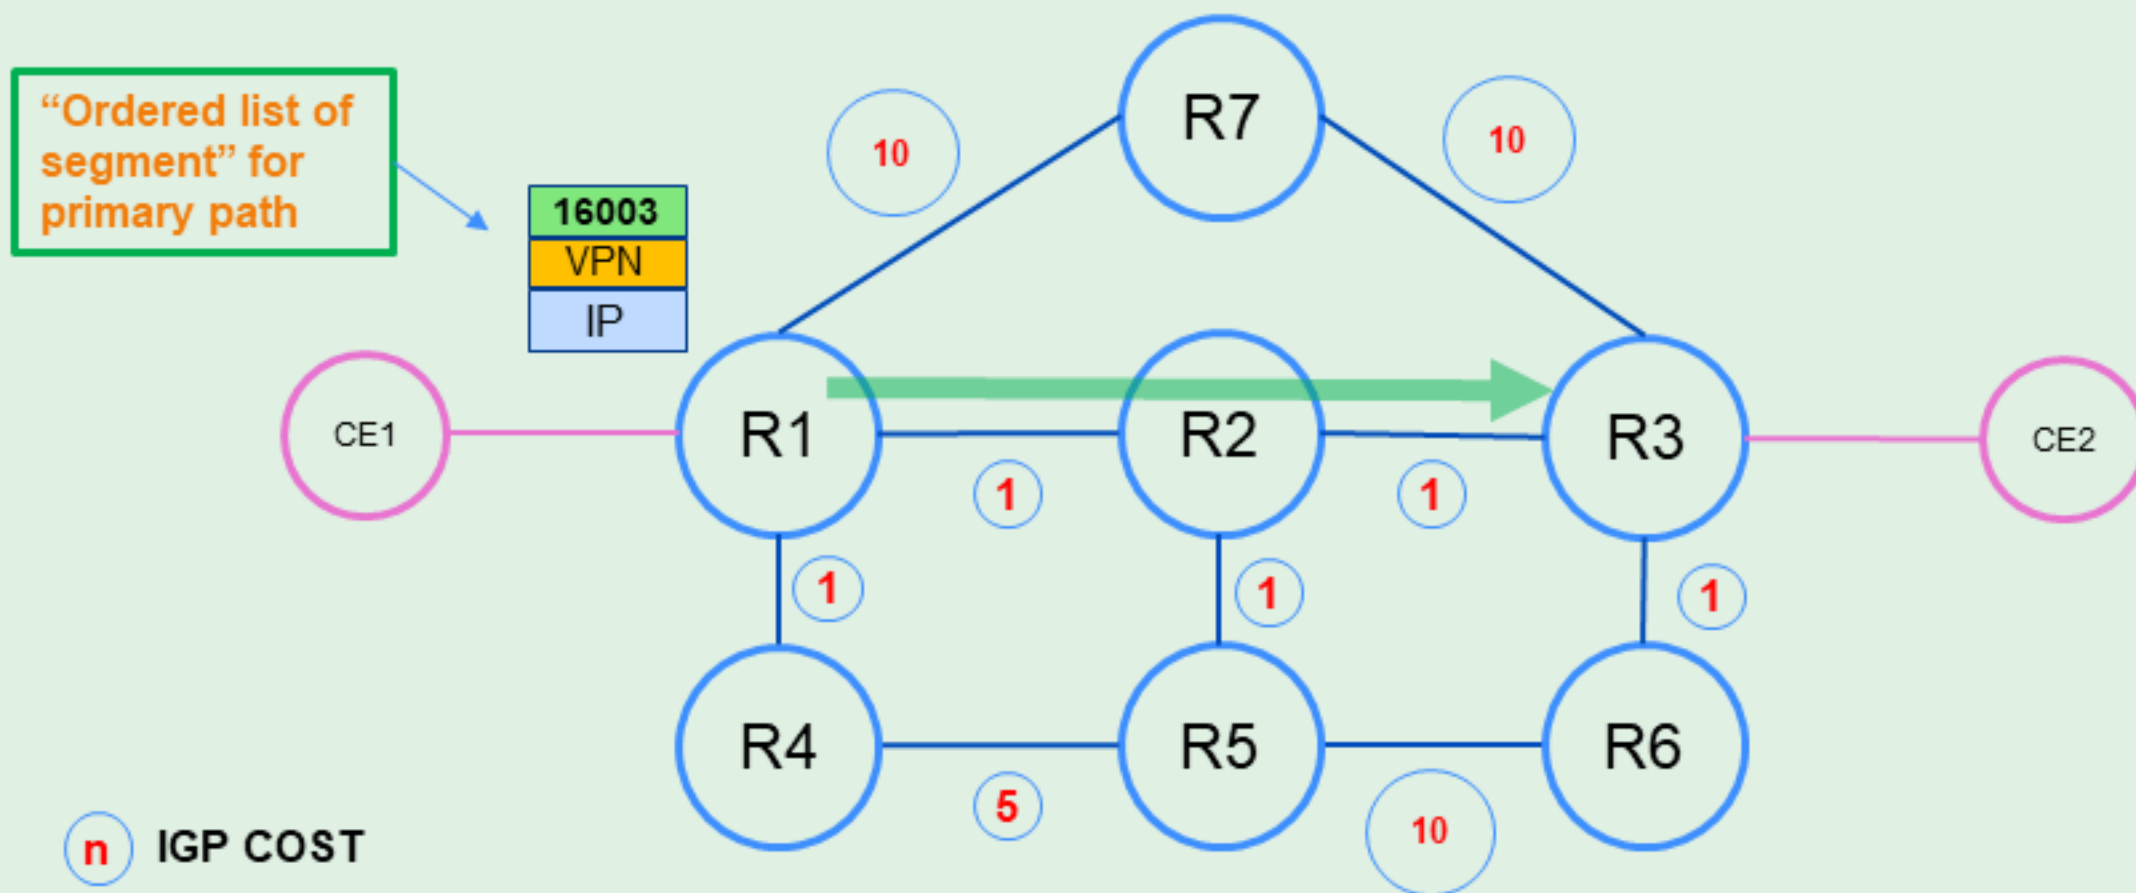 “Ordered list of
segment” for
primary path
16003
VPN
IP
R7
10
10
CE1
R1
R2
R3
CE2
1
1
1
1
1
R4
R5
R6
5
10
n IGP COST